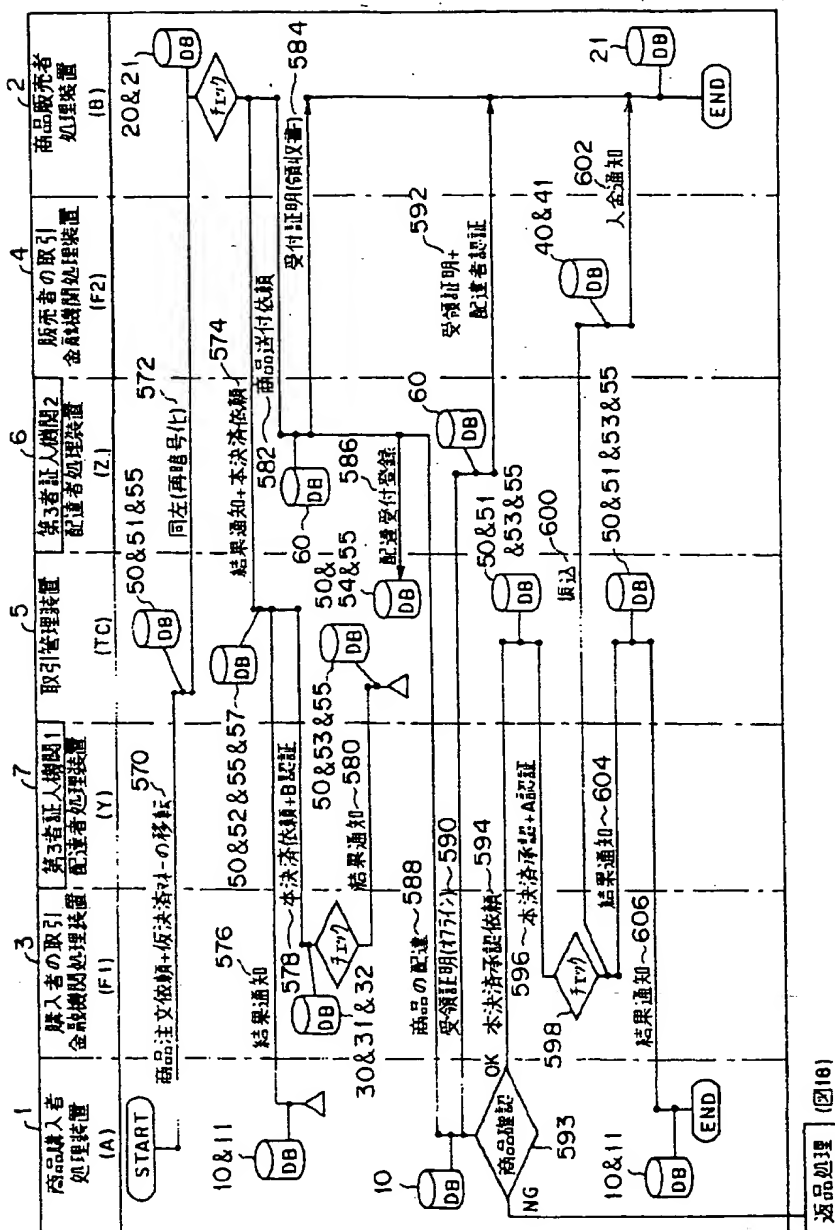 1
商品購入者
処理装置
(A)
3
購入者の取引
金融機関処理装置
(F1)
7
第3者証人機関1
配達者処理装置
(Y)
5
取引管理装置
(TC)
6
第3者証人機関2
配達者処理装置
(Z)
4
販売者の取引
金融機関処理装置
(F2)
2
商品販売者
処理装置
(B)
START
商品注文依頼+仮決済マネーの移転
570
DB
50&51&55
同左(再暗号化)
572
20&21
DB
チェック
結果通知+本決済依頼
574
DB
50&52&55&57
576
結果通知
10&11
DB
578
本決済依頼+B認証
チェック
DB
30&31&32
結果通知~580
DB
50&53&55
582
商品送付依頼
DB
60
受付証明(領収書)
584
586
配達受付登録
50&
54&55
DB
商品の配達~588
10
DB
受領証明(オフライン)~590
DB
60
592
受領証明+
配達者認証
商品確認
593
NG
OK
本決済承認依頼
594
DB
50&51
&53&55
596~本決済承認+A認証
チェック
598
600
DB
40&41
入金通知
602
DB
21
END
結果通知~604
DB
50&51&53&55
結果通知~606
10&11
DB
END
返品処理
(図18)